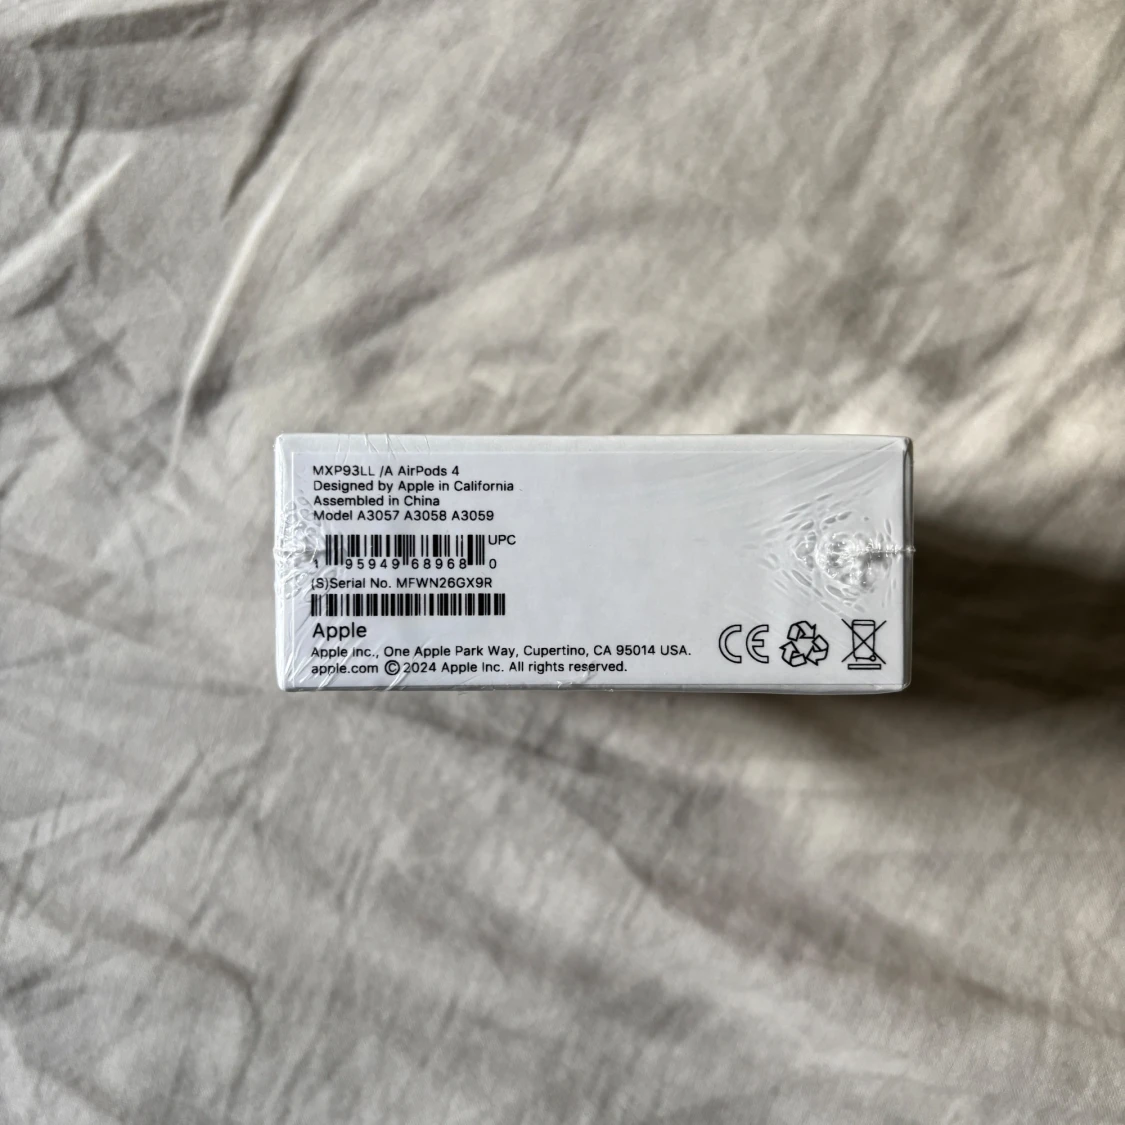 MXP93LL /A AirPods 4
Designed by Apple in California
Assembled in China
Model A3057 A3058 A3059
UPC
1 95949 68968 0
(S)Serial No. MFWN26GX9R
Apple
Apple Inc., One Apple Park Way, Cupertino, CA 95014 USA.
apple.com © 2024 Apple Inc. All rights reserved.
CE